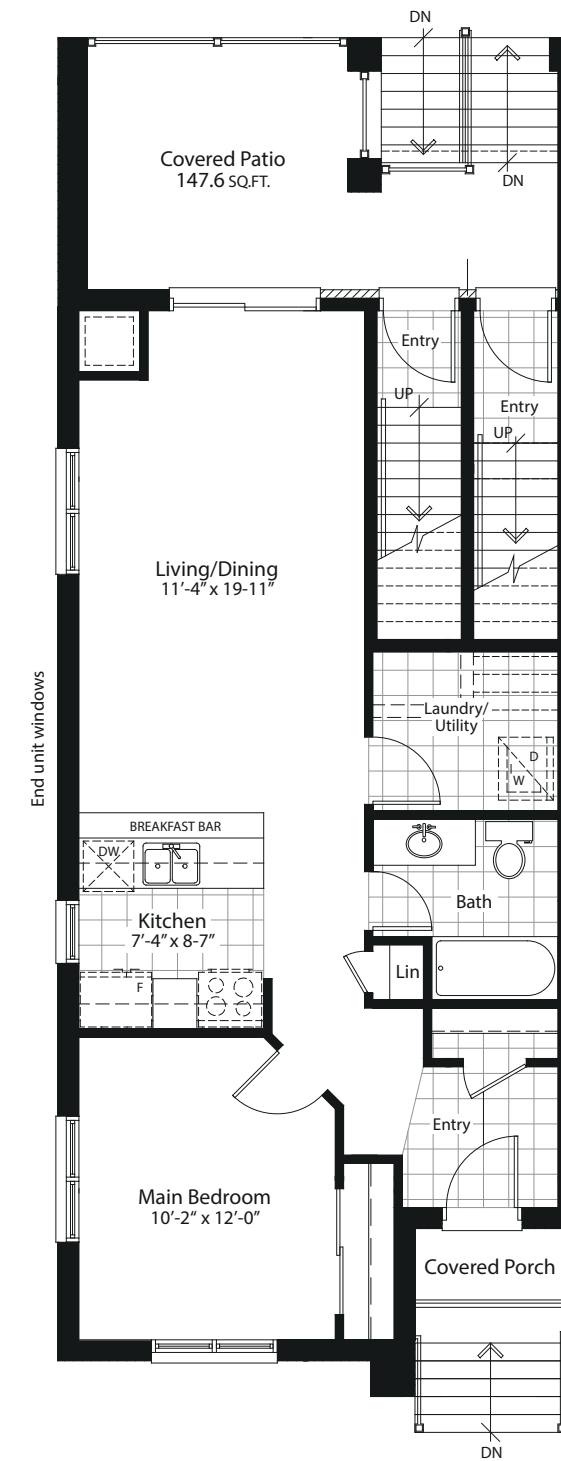 DN
Covered Patio
147.6 SQ.FT.
DN
Entry
Entry
UP
UP
Living/Dining
11’-4” x 19-11”
End unit windows
Laundry/
Utility
D
W
BREAKFAST BAR
DW
Bath
Kitchen
7’-4” x 8-7”
Lin
F
Entry
Main Bedroom
10’-2“ x 12’-0”
Covered Porch
DN